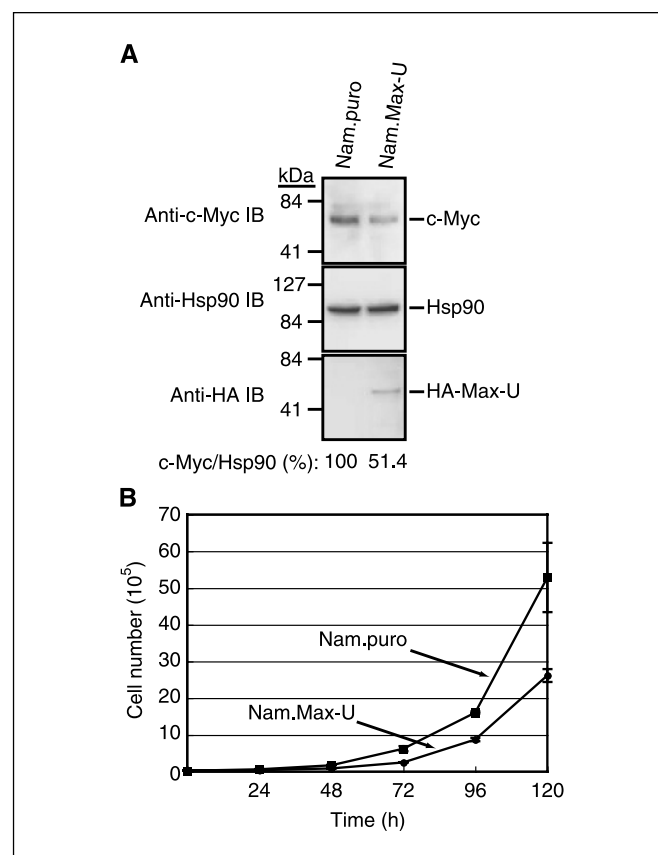 A
Nam.puro
Nam.Max-U
kDa
84
Anti-c-Myc IB
c-Myc
41
127
Anti-Hsp90 IB
Hsp90
84
84
Anti-HA IB
HA-Max-U
41
c-Myc/Hsp90 (%): 100 51.4
B
70
60
50
40
30
20
10
0
Cell number (10⁵)
Nam.puro
Nam.Max-U
24 48 72 96 120
Time (h)